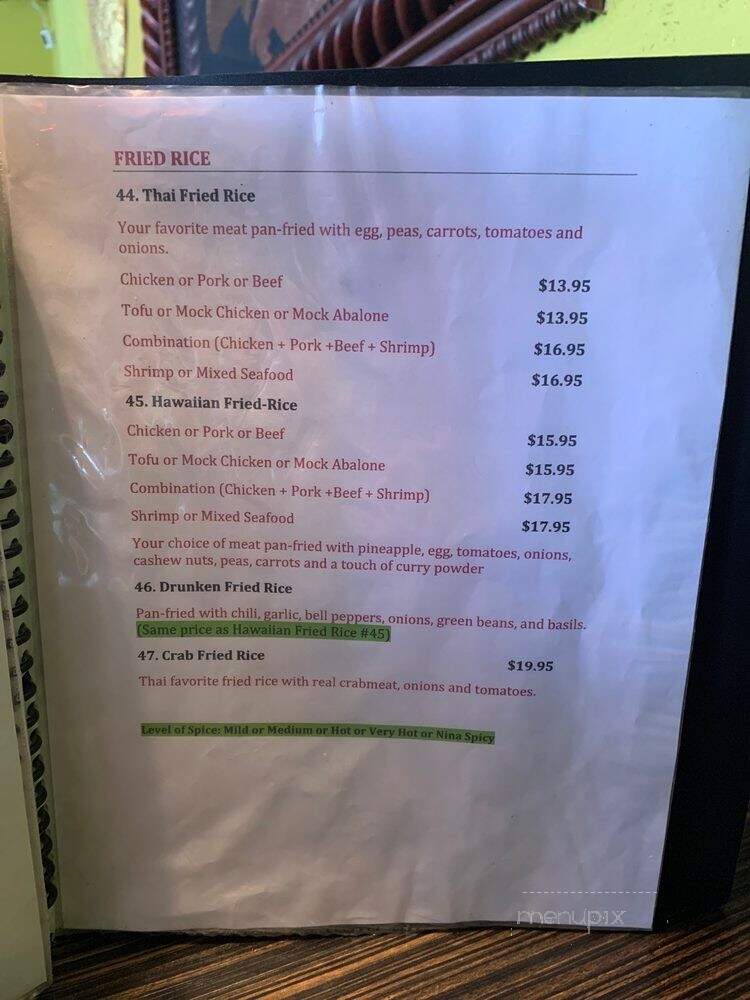 FRIED RICE
44. Thai Fried Rice
Your favorite meat pan-fried with egg, peas, carrots, tomatoes and
onions.
Chicken or Pork or Beef $13.95
Tofu or Mock Chicken or Mock Abalone $13.95
Combination (Chicken + Pork +Beef + Shrimp) $16.95
Shrimp or Mixed Seafood $16.95
45. Hawaiian Fried-Rice
Chicken or Pork or Beef $15.95
Tofu or Mock Chicken or Mock Abalone $15.95
Combination (Chicken + Pork +Beef + Shrimp) $17.95
Shrimp or Mixed Seafood $17.95
Your choice of meat pan-fried with pineapple, egg, tomatoes, onions,
cashew nuts, peas, carrots and a touch of curry powder
46. Drunken Fried Rice
Pan-fried with chili, garlic, bell peppers, onions, green beans, and basils.
(Same price as Hawaiian Fried Rice #45)
47. Crab Fried Rice $19.95
Thai favorite fried rice with real crabmeat, onions and tomatoes.
Level of Spice: Mild or Medium or Hot or Very Hot or Nina Spicy
menupix